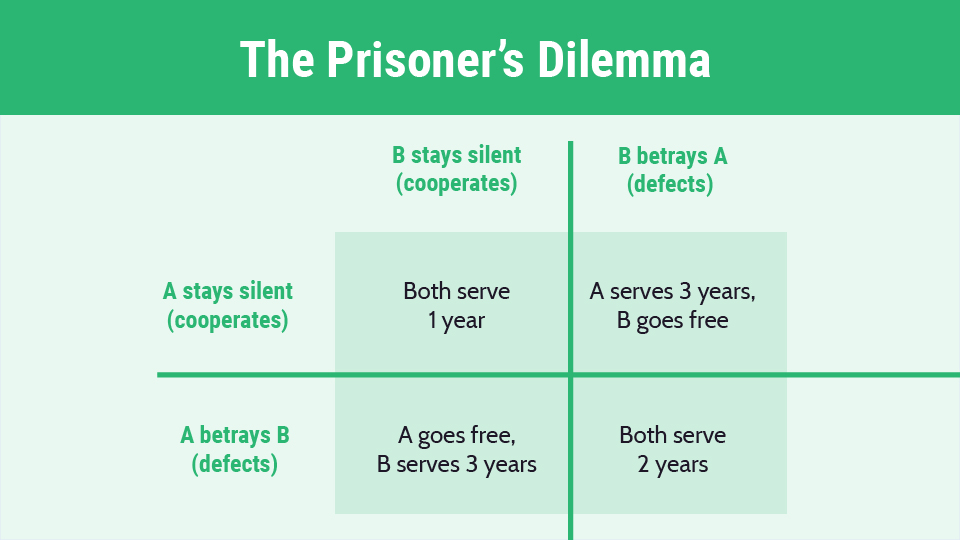 The Prisoner’s Dilemma
B stays silent
(cooperates)
B betrays A
(defects)
A stays silent
(cooperates)
Both serve
1 year
A serves 3 years,
B goes free
A betrays B
(defects)
A goes free,
B serves 3 years
Both serve
2 years